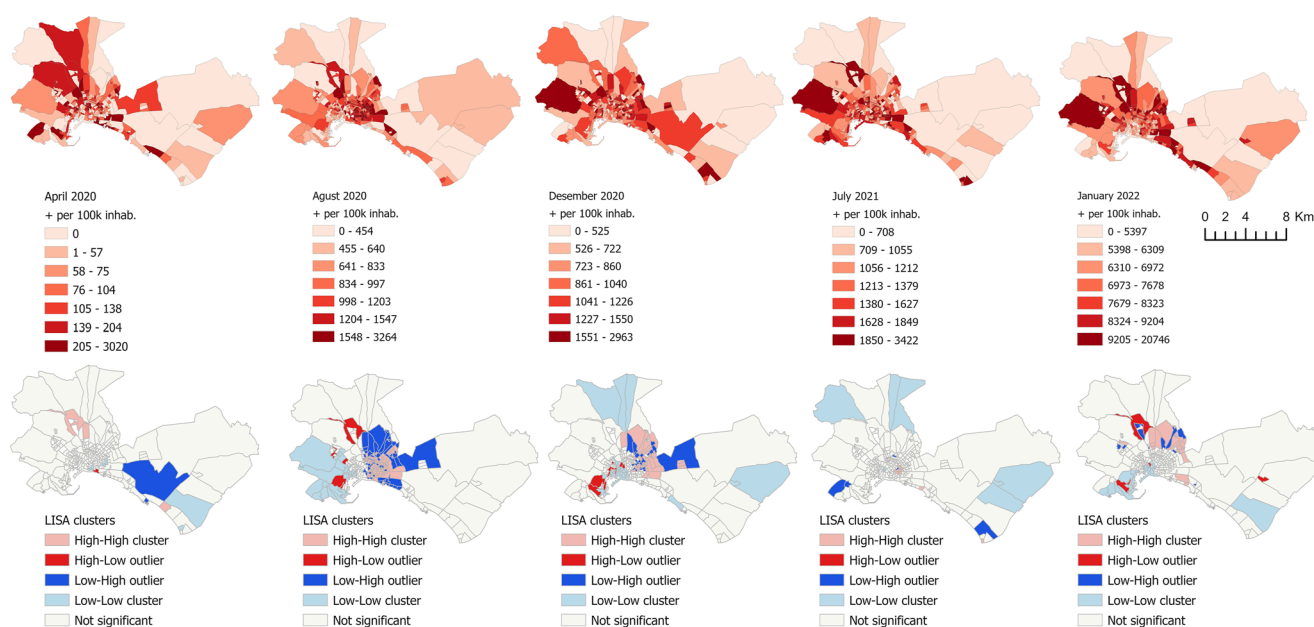 April 2020
+ per 100k inhab.
0
1 - 57
58 - 75
76 - 104
105 - 138
139 - 204
205 - 3020
Agust 2020
+ per 100k inhab.
0 - 454
455 - 640
641 - 833
834 - 997
998 - 1203
1204 - 1547
1548 - 3264
Desember 2020
+ per 100k inhab.
0 - 525
526 - 722
723 - 860
861 - 1040
1041 - 1226
1227 - 1550
1551 - 2963
July 2021
+ per 100k inhab.
0 - 708
709 - 1055
1056 - 1212
1213 - 1379
1380 - 1627
1628 - 1849
1850 - 3422
January 2022
+ per 100k inhab.
0 - 5397
5398 - 6309
6310 - 6972
6973 - 7678
7679 - 8323
8324 - 9204
9205 - 20746
0 2 4 8 Km
LISA clusters
High-High cluster
High-Low outlier
Low-High outlier
Low-Low cluster
Not significant
LISA clusters
High-High cluster
High-Low outlier
Low-High outlier
Low-Low cluster
Not significant
LISA clusters
High-High cluster
High-Low outlier
Low-High outlier
Low-Low cluster
Not significant
LISA clusters
High-High cluster
High-Low outlier
Low-High outlier
Low-Low cluster
Not significant
LISA clusters
High-High cluster
High-Low outlier
Low-High outlier
Low-Low cluster
Not significant